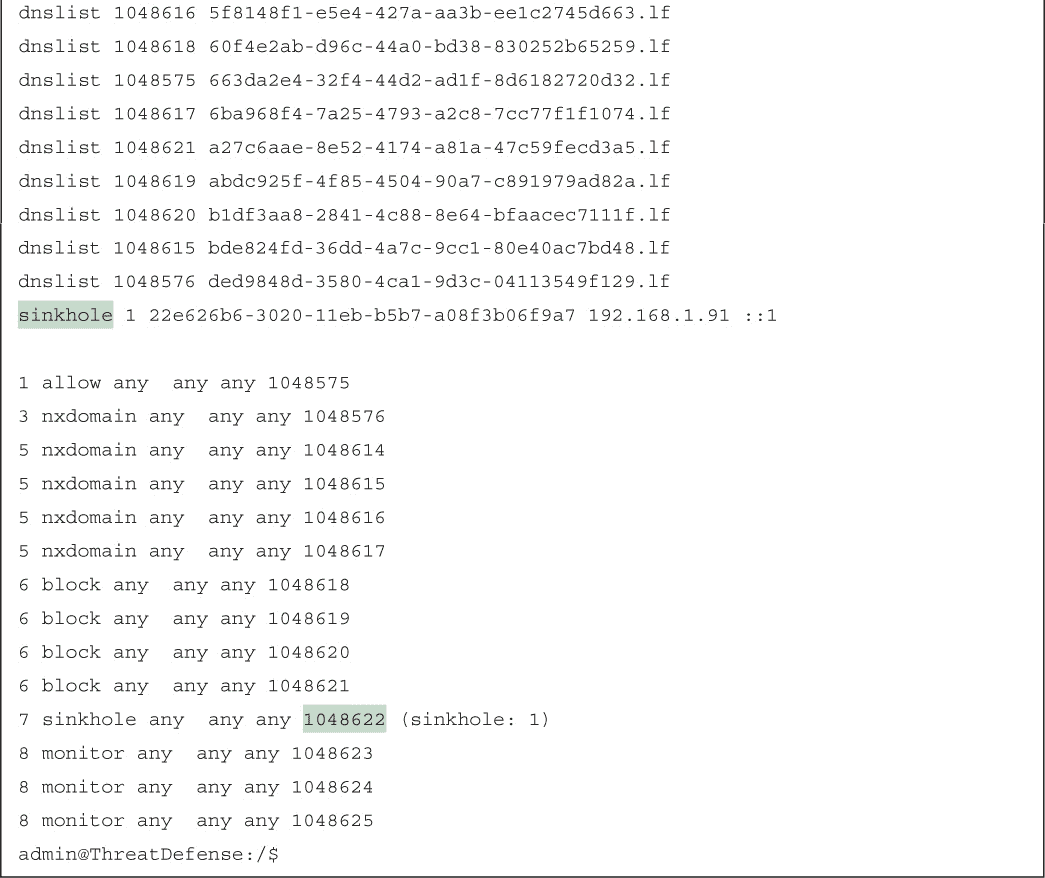 dnslist 1048616 5f8148f1-e5e4-427a-aa3b-ee1c2745d663.lf
dnslist 1048618 60f4e2ab-d96c-44a0-bd38-830252b65259.lf
dnslist 1048575 663da2e4-32f4-44d2-ad1f-8d6182720d32.lf
dnslist 1048617 6ba968f4-7a25-4793-a2c8-7cc77f1f1074.lf
dnslist 1048621 a27c6aae-8e52-4174-a81a-47c59fecd3a5.lf
dnslist 1048619 abdc925f-4f85-4504-90a7-c891979ad82a.lf
dnslist 1048620 b1df3aa8-2841-4c88-8e64-bfaacec7111f.lf
dnslist 1048615 bde824fd-36dd-4a7c-9cc1-80e40ac7bd48.lf
dnslist 1048576 ded9848d-3580-4ca1-9d3c-04113549f129.lf
sinkhole 1 22e626b6-3020-11eb-b5b7-a08f3b06f9a7 192.168.1.91 ::1
1 allow any  any any 1048575
3 nxdomain any  any any 1048576
5 nxdomain any  any any 1048614
5 nxdomain any  any any 1048615
5 nxdomain any  any any 1048616
5 nxdomain any  any any 1048617
6 block any  any any 1048618
6 block any  any any 1048619
6 block any  any any 1048620
6 block any  any any 1048621
7 sinkhole any  any any 1048622 (sinkhole: 1)
8 monitor any  any any 1048623
8 monitor any  any any 1048624
8 monitor any  any any 1048625
admin@ThreatDefense:/$